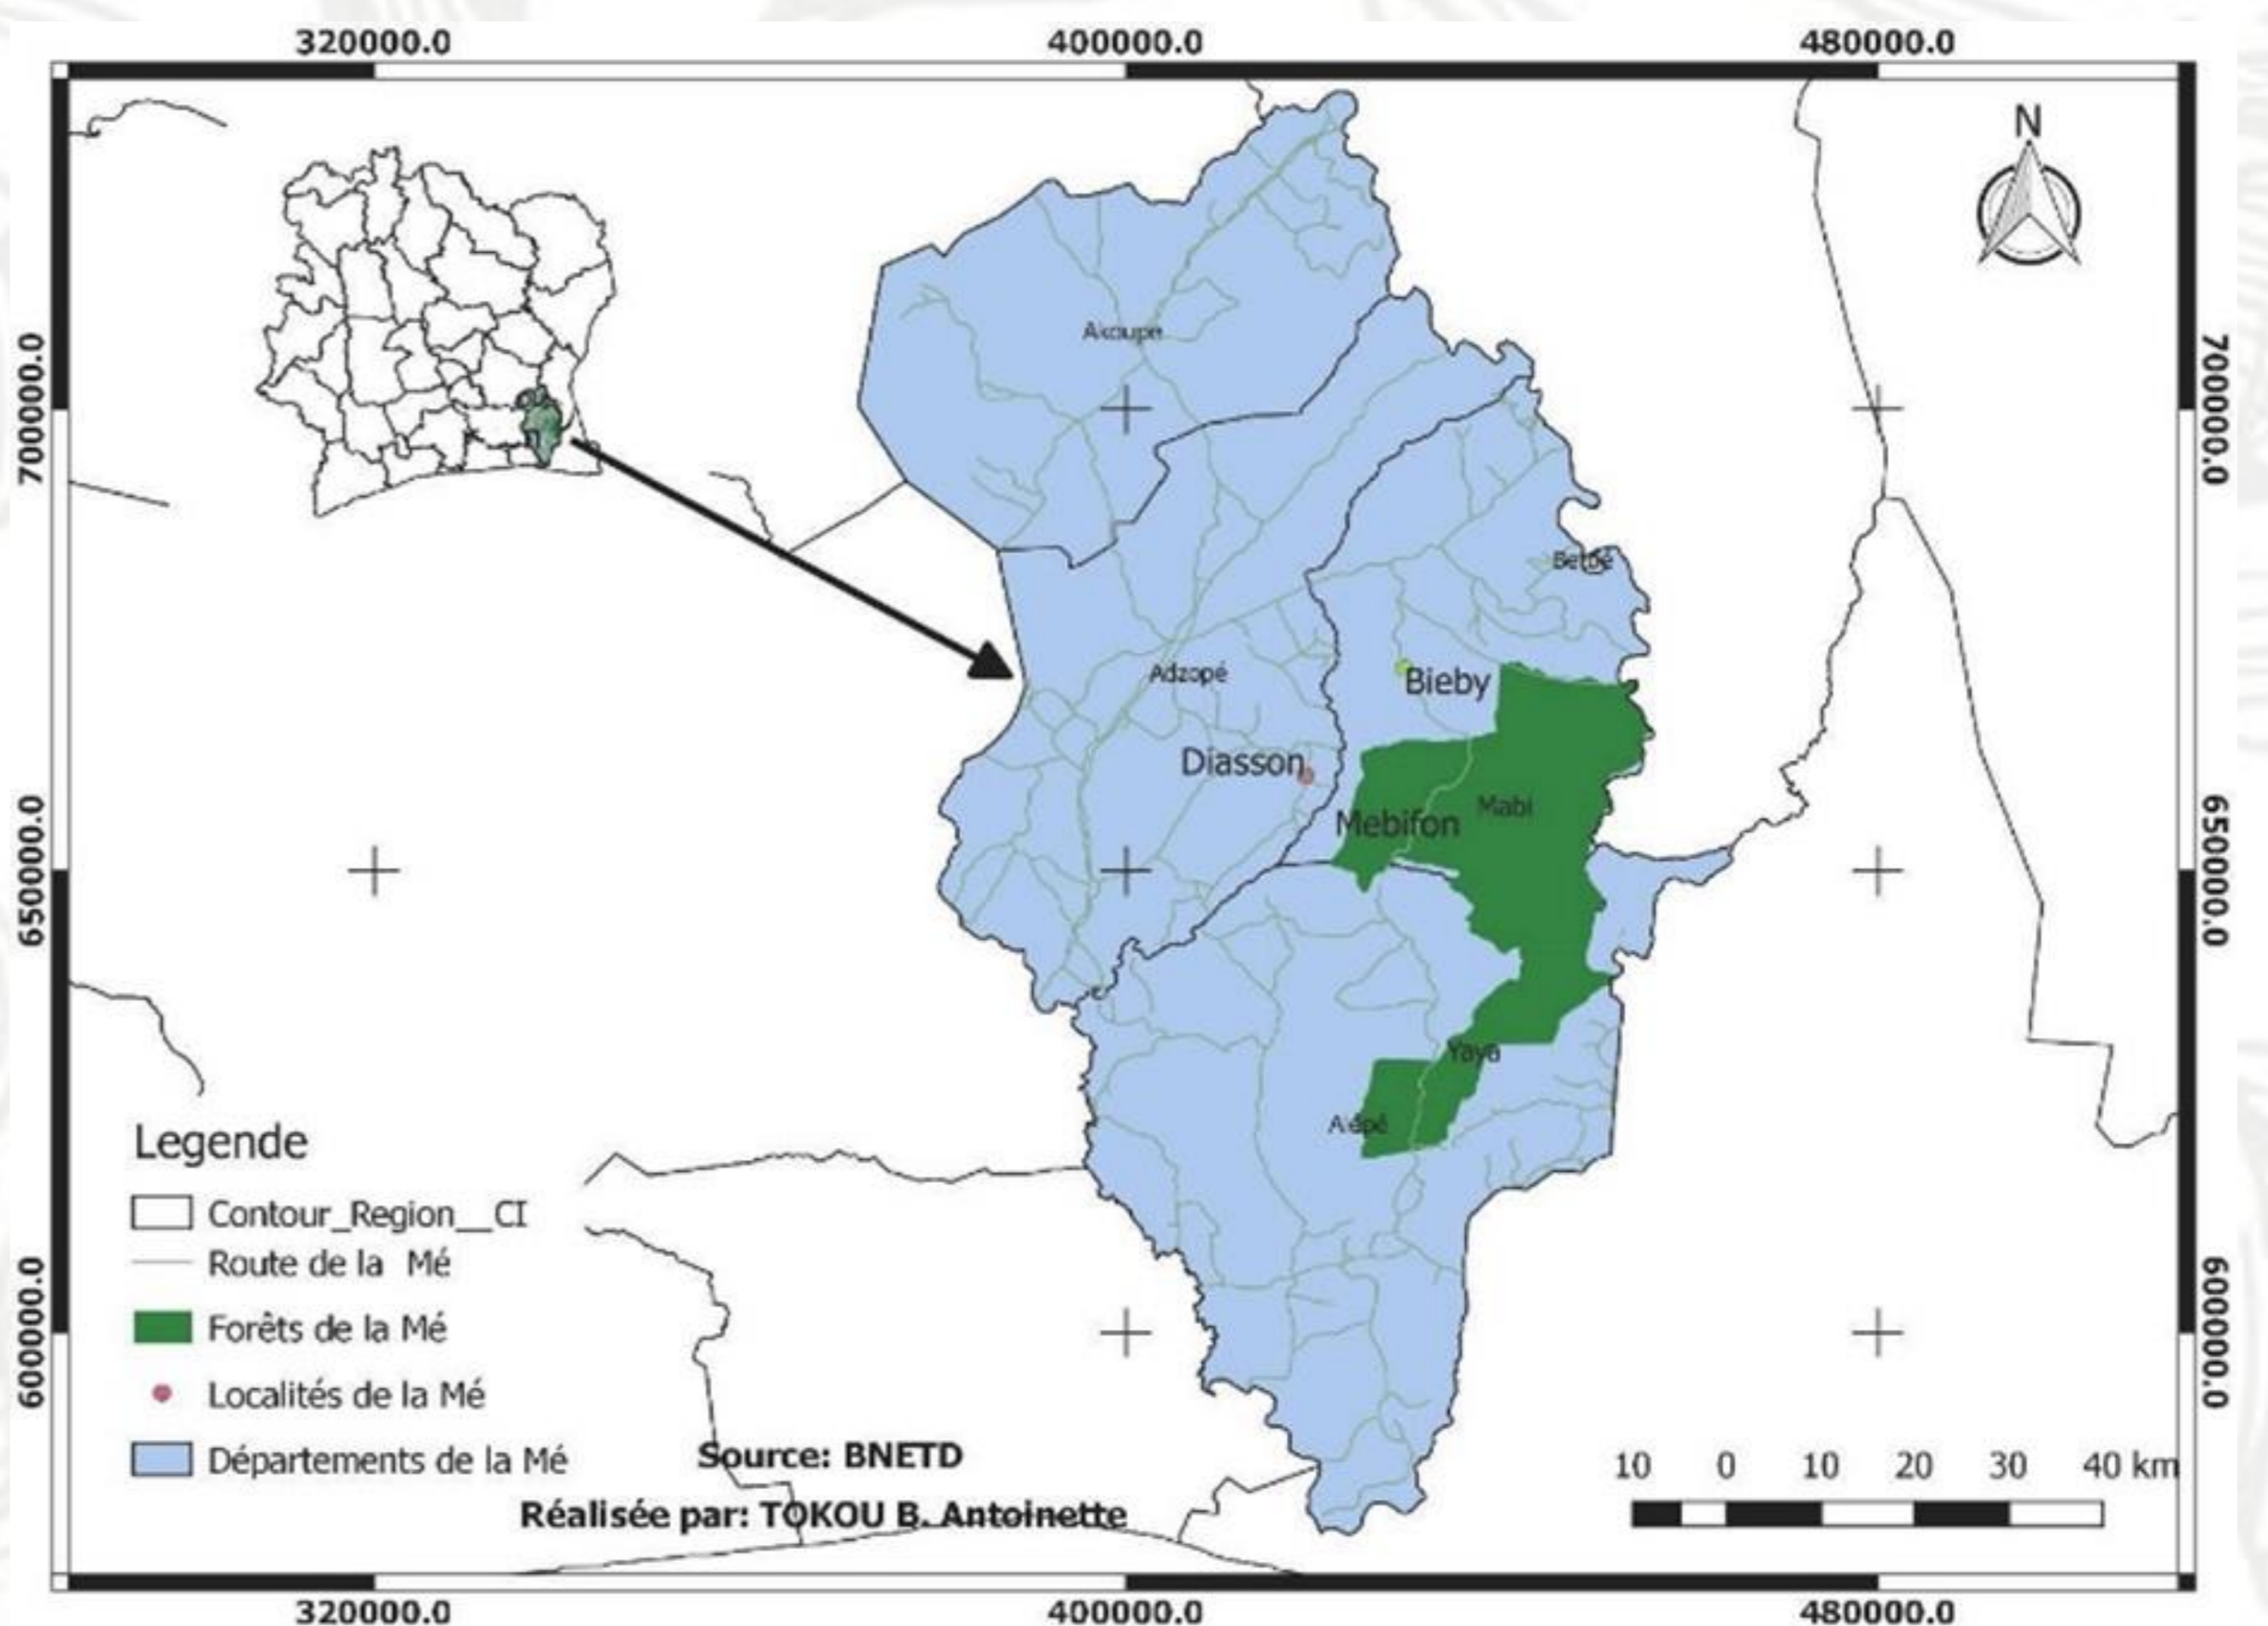 320000.0 400000.0 480000.0
N
700000.0 700000.0
Akoupe
Adzopé
Bieby
Diasson
Mabi
Mebifon
650000.0 650000.0
Yaya
Alépé
Legende
Contour_Region__CI
Route de la Mé
Forêts de la Mé
Localités de la Mé
Départements de la Mé
600000.0 600000.0
Source: BNETD
Réalisée par: TOKOU B. Antoinette
10 0 10 20 30 40 km
320000.0 400000.0 480000.0